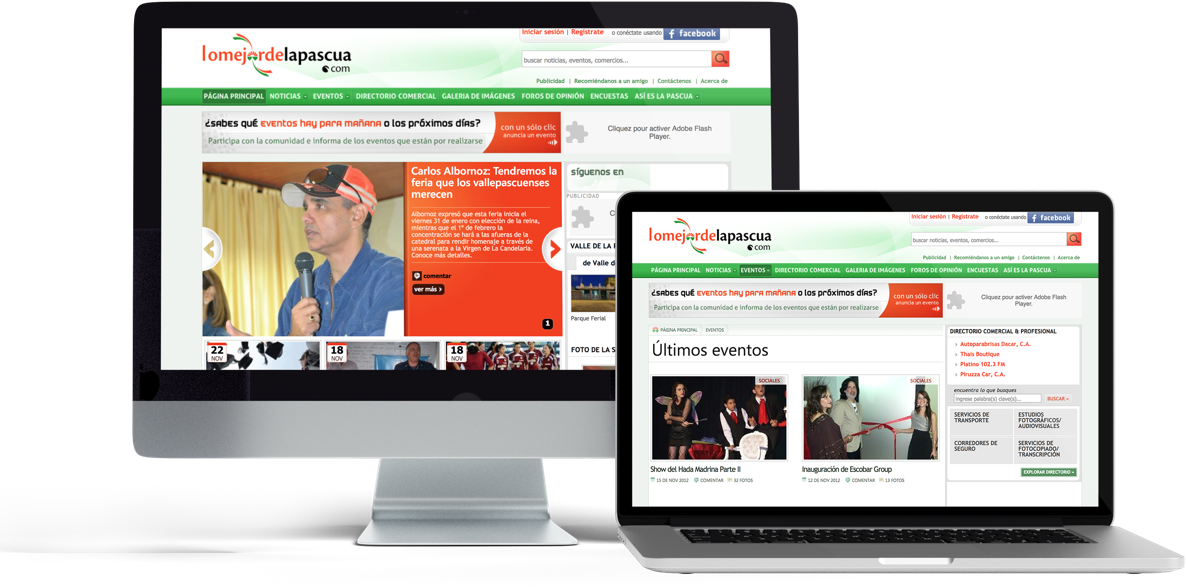 Iniciar sesión | Regístrate o conéctate usando facebook
lomejordelapascua
.com
buscar noticias, eventos, comercios...
Publicidad | Recomiéndanos a un amigo | Contáctenos | Acerca de
PÁGINA PRINCIPAL NOTICIAS EVENTOS DIRECTORIO COMERCIAL GALERIA DE IMÁGENES FOROS DE OPINIÓN ENCUESTAS ASÍ ES LA PASCUA
¿sabes qué eventos hay para mañana o los próximos días?
Participa con la comunidad e informa de los eventos que están por realizarse
con un sólo clic
anuncia un evento
Cliquez pour activer Adobe Flash
Player.
Carlos Albornoz: Tendremos la
feria que los vallepascuenses
merecen
Albornoz expresó que esta feria inicia el
viernes 31 de enero con elección de la reina,
mientras que el 1° de febrero la
concentración se hará a las afueras de la
catedral para rendir homenaje a través de
una serenata a la Virgen de La Candelaria.
Conoce más detalles.
comentar
ver más
1
síguenos en
PUBLICIDAD
C
VALLE DE LA P
de Valle d
Parque Ferial
FOTO DE LA S
22
NOV
18
NOV
18
NOV
Iniciar sesión | Regístrate o conéctate usando facebook
lomejordelapascua
.com
buscar noticias, eventos, comercios...
Publicidad | Recomiéndanos a un amigo | Contáctenos | Acerca de
PÁGINA PRINCIPAL NOTICIAS EVENTOS DIRECTORIO COMERCIAL GALERIA DE IMÁGENES FOROS DE OPINIÓN ENCUESTAS ASÍ ES LA PASCUA
¿sabes qué eventos hay para mañana o los próximos días?
Participa con la comunidad e informa de los eventos que están por realizarse
con un sólo clic
anuncia un evento
Cliquez pour activer Adobe Flash
Player.
PÁGINA PRINCIPAL EVENTOS
Últimos eventos
SOCIALES
Show del Hada Madrina Parte II
15 DE NOV 2012 COMENTAR 32 FOTOS
SOCIALES
Inauguración de Escobar Group
12 DE NOV 2012 COMENTAR 13 FOTOS
DIRECTORIO COMERCIAL & PROFESIONAL
Autoparabrisas Dacar, C.A.
Thais Boutique
Platino 102.3 FM
Piruzza Car, C.A.
encuentra lo que busques
ingrese palabra(s) clave(s)...
BUSCAR »
SERVICIOS DE
TRANSPORTE
ESTUDIOS
FOTOGRÁFICOS/
AUDIOVISUALES
CORREDORES DE
SEGURO
SERVICIOS DE
FOTOCOPIADO/
TRANSCRIPCIÓN
EXPLORAR DIRECTORIO »